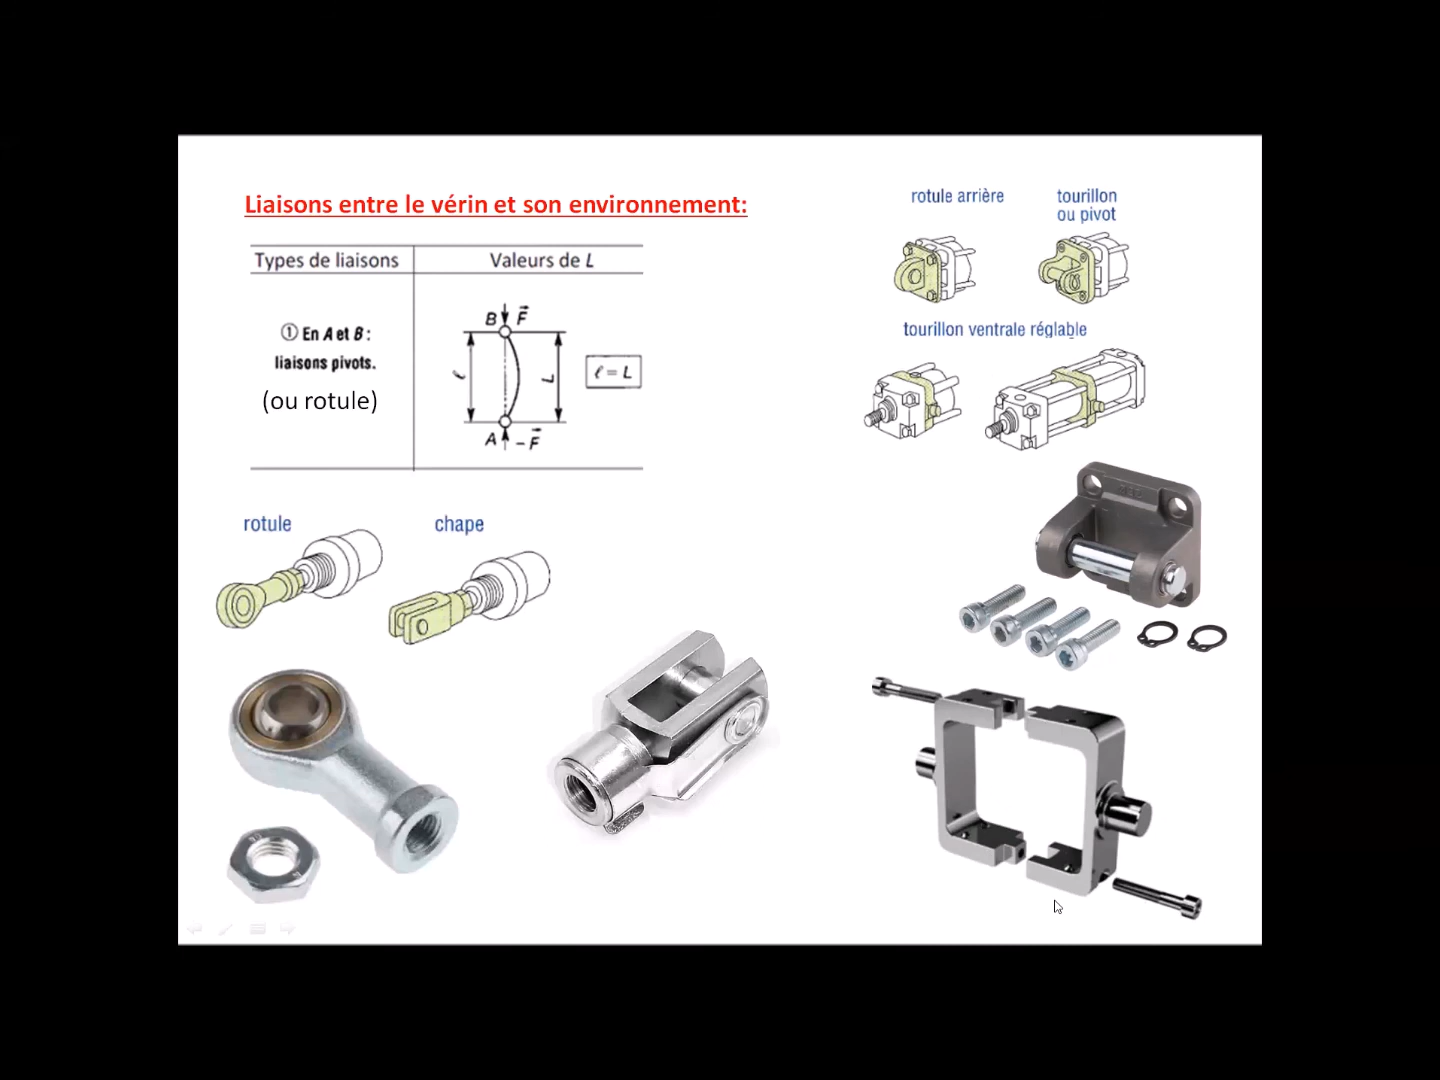 Liaisons entre le vérin et son environnement:
Types de liaisons
Valeurs de L
① En A et B :
liaisons pivots.
(ou rotule)
B
F
ℓ
L
A
– F
ℓ = L
rotule
chape
rotule arrière
tourillon
ou pivot
tourillon ventrale réglable